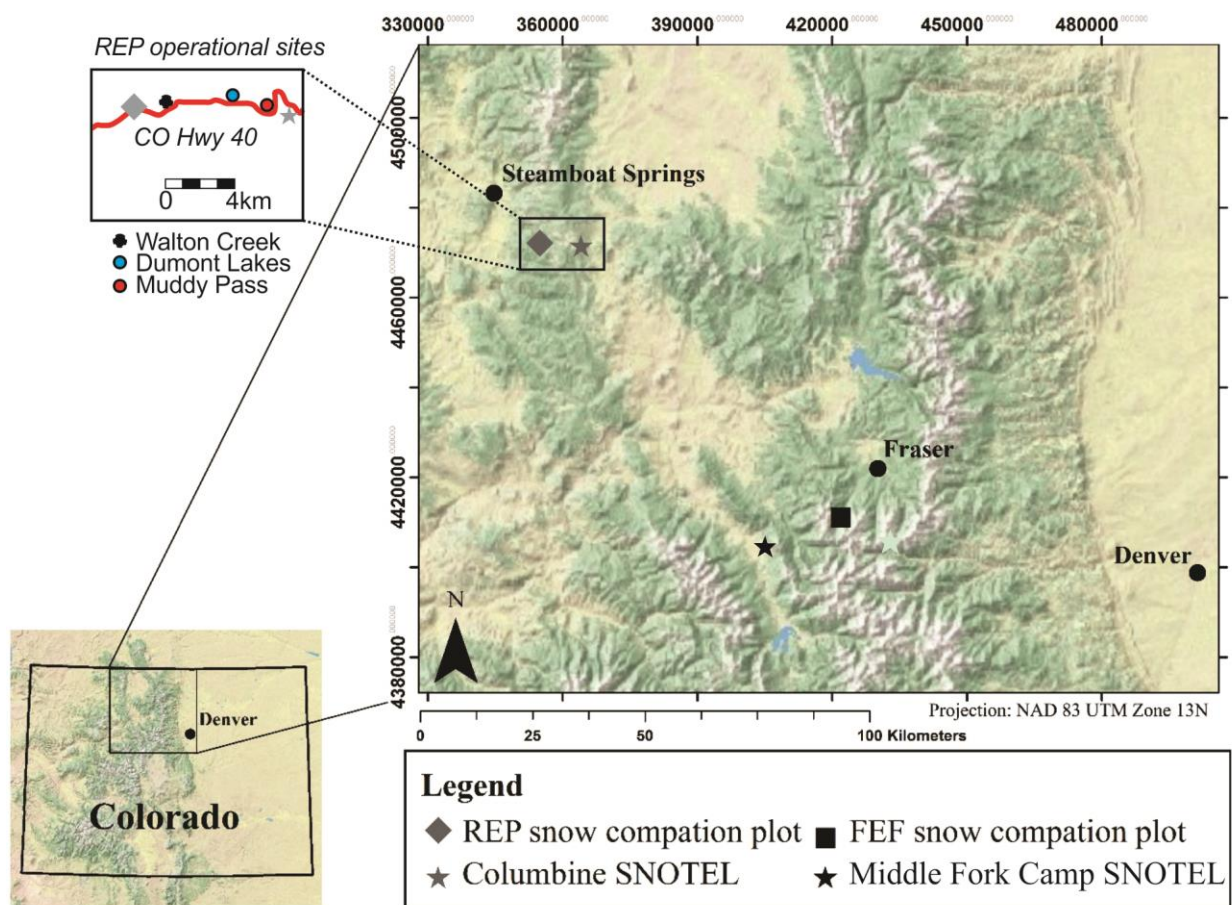 REP operational sites
CO Hwy 40
0 4km
Walton Creek
Dumont Lakes
Muddy Pass
330000 360000 390000 420000 450000 480000
4500000
4460000
4420000
4380000
Steamboat Springs
Fraser
Denver
N
Projection: NAD 83 UTM Zone 13N
0 25 50 100 Kilometers
Denver
Colorado
Legend
REP snow compation plot
FEF snow compation plot
Columbine SNOTEL
Middle Fork Camp SNOTEL